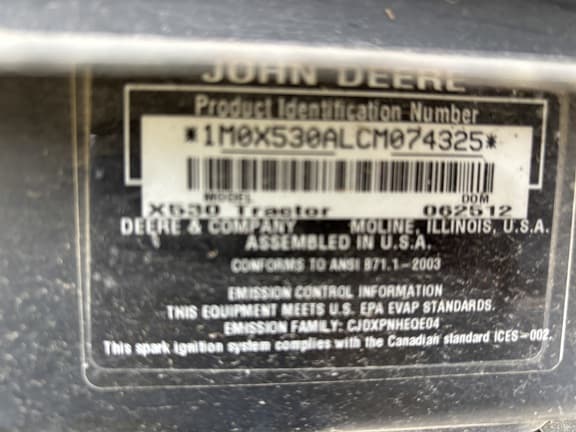 JOHN DEERE
Product Identification Number
*1M0X530ALCM074325*
MODEL DOM
X530 Tractor 062512
DEERE & COMPANY MOLINE, ILLINOIS, U.S.A.
ASSEMBLED IN U.S.A.
CONFORMS TO ANSI B71.1-2003
EMISSION CONTROL INFORMATION
THIS EQUIPMENT MEETS U.S. EPA EVAP STANDARDS.
EMISSION FAMILY: CJDXPNHEQE04
This spark ignition system complies with the Canadian standard ICES-002.